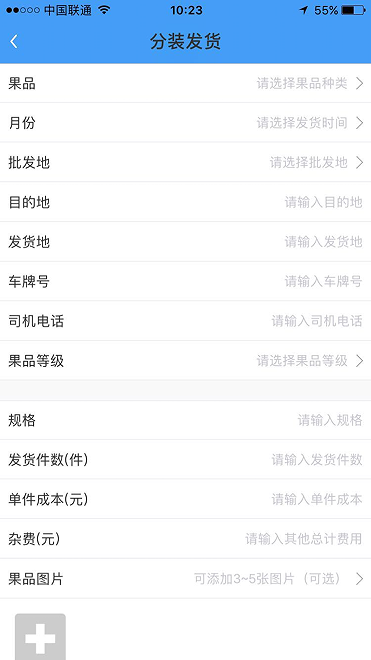 中国联通 10:23 55%
分装发货
果品 请选择果品种类
月份 请选择发货时间
批发地 请选择批发地
目的地 请输入目的地
发货地 请输入发货地
车牌号 请输入车牌号
司机电话 请输入司机电话
果品等级 请选择果品等级
规格 请输入规格
发货件数(件) 请输入发货件数
单件成本(元) 请输入单件成本
杂费(元) 请输入其他总计费用
果品图片 可添加3~5张图片（可选）